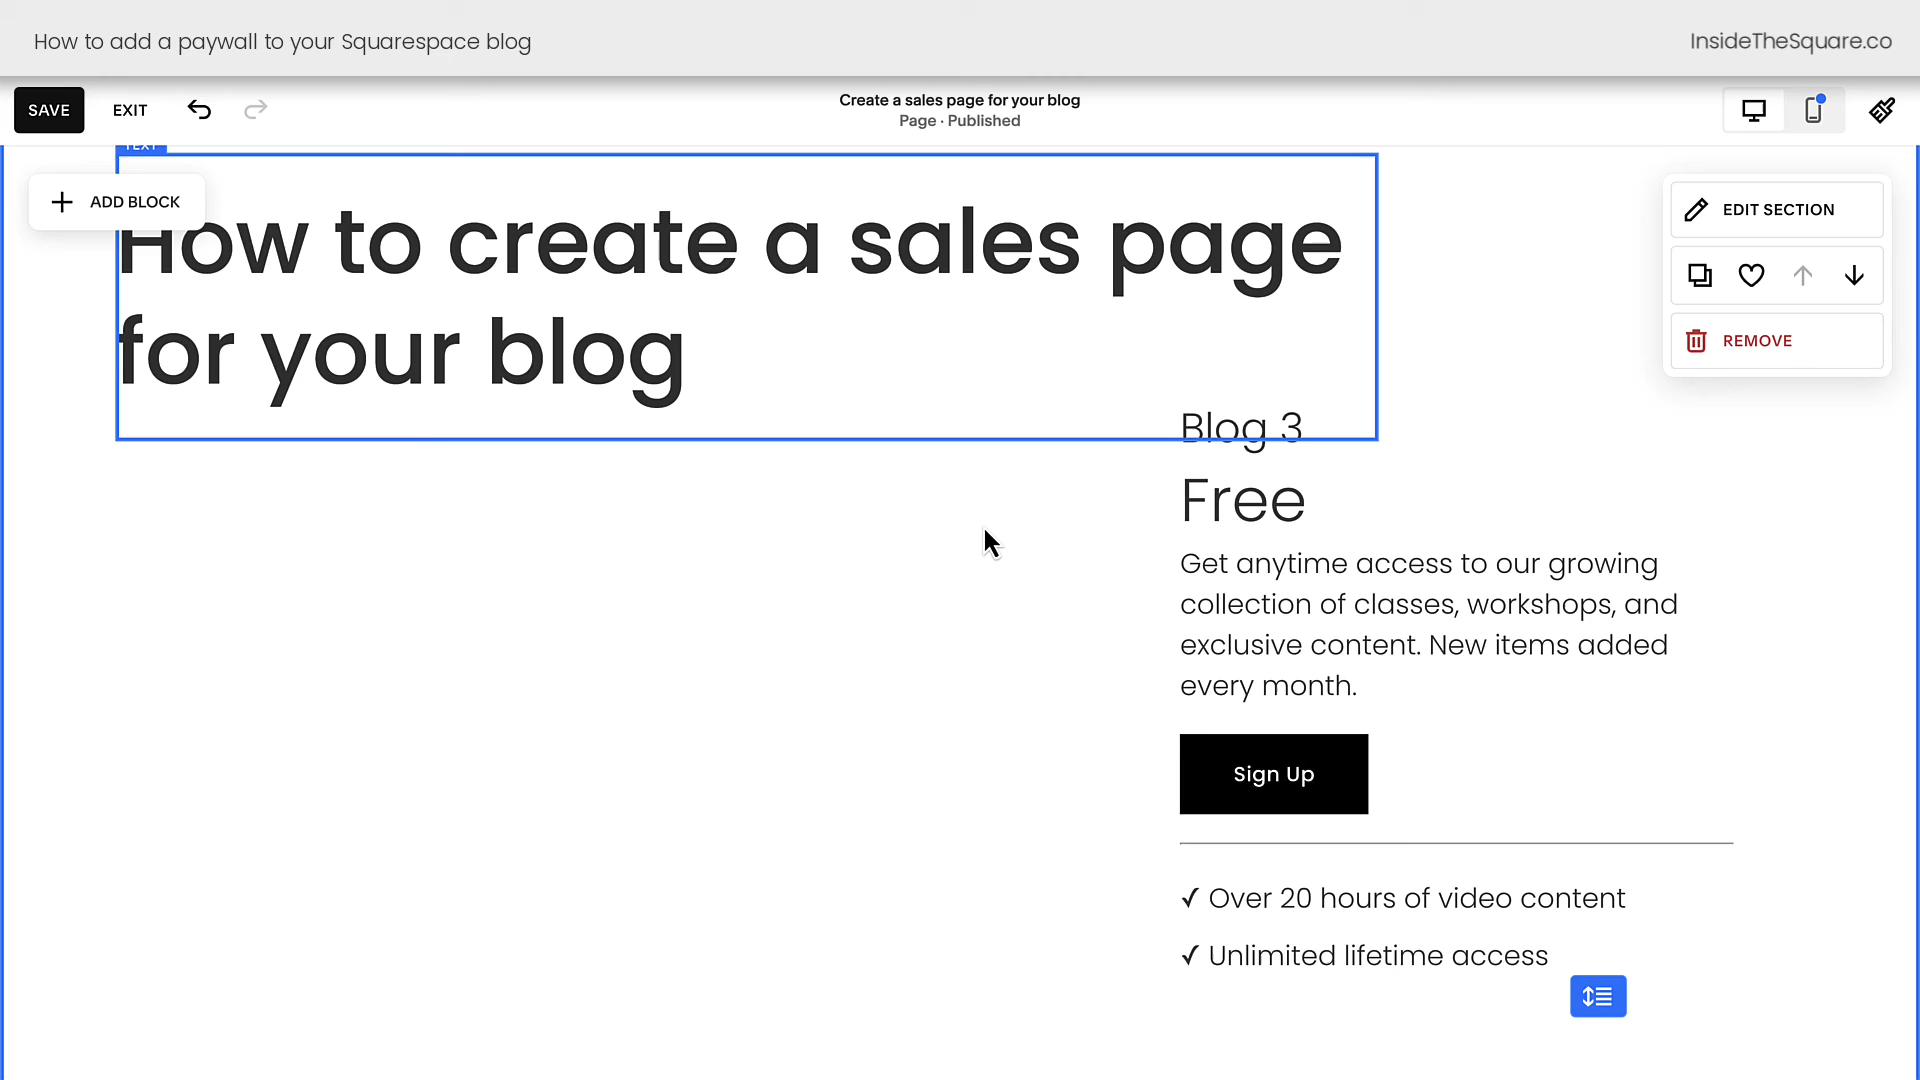 How to add a paywall to your Squarespace blog
InsideTheSquare.co
SAVE
EXIT
Create a sales page for your blog
Page · Published
TEXT
ADD BLOCK
EDIT SECTION
REMOVE
How to create a sales page
for your blog
Blog 3
Free
Get anytime access to our growing
collection of classes, workshops, and
exclusive content. New items added
every month.
Sign Up
✓ Over 20 hours of video content
✓ Unlimited lifetime access